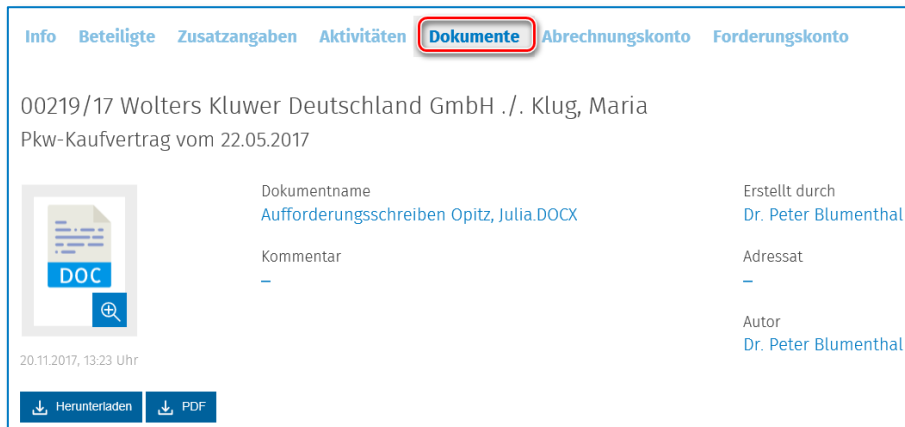 Info Beteiligte Zusatzangaben Aktivitäten Dokumente Abrechnungskonto Forderungskonto
00219/17 Wolters Kluwer Deutschland GmbH ./. Klug, Maria
Pkw-Kaufvertrag vom 22.05.2017
DOC
20.11.2017, 13:23 Uhr
Herunterladen PDF
Dokumentname
Aufforderungsschreiben Opitz, Julia.DOCX
Kommentar
–
Erstellt durch
Dr. Peter Blumenthal
Adressat
–
Autor
Dr. Peter Blumenthal